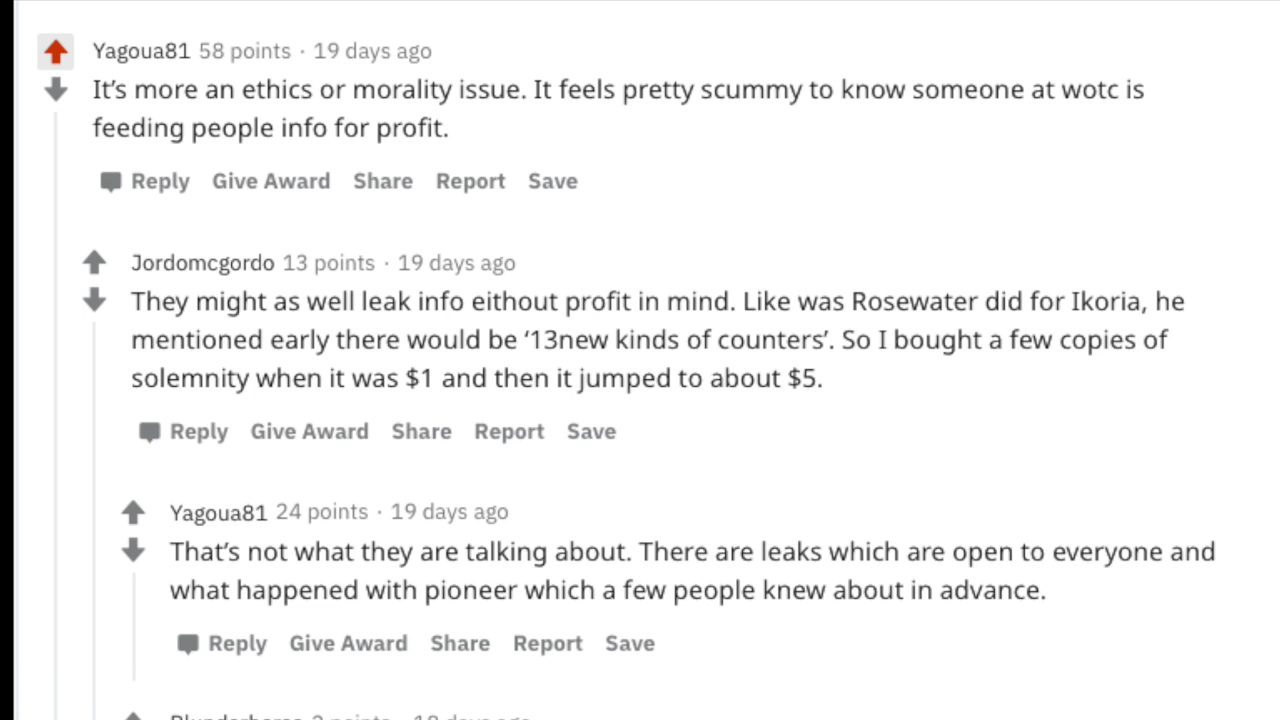 Yagoua81 58 points · 19 days ago
It's more an ethics or morality issue. It feels pretty scummy to know someone at wotc is
feeding people info for profit.
Reply Give Award Share Report Save
Jordomcgordo 13 points · 19 days ago
They might as well leak info eithout profit in mind. Like was Rosewater did for Ikoria, he
mentioned early there would be ‘13new kinds of counters’. So I bought a few copies of
solemnity when it was $1 and then it jumped to about $5.
Reply Give Award Share Report Save
Yagoua81 24 points · 19 days ago
That's not what they are talking about. There are leaks which are open to everyone and
what happened with pioneer which a few people knew about in advance.
Reply Give Award Share Report Save
points · days ago